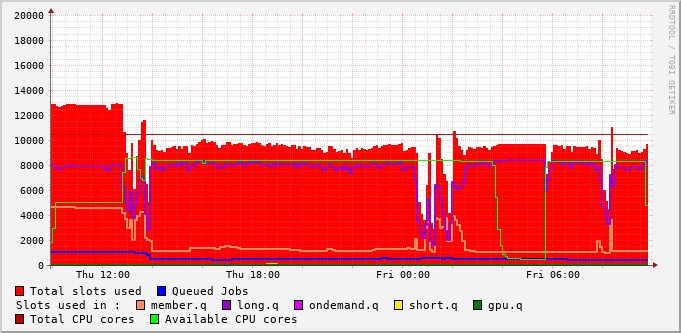 20000
18000
16000
14000
12000
10000
8000
6000
4000
2000
0
Thu 12:00 Thu 18:00 Fri 00:00 Fri 06:00
RRDTOOL / TOBI OETIKER
Total slots used Queued Jobs
Slots used in : member.q long.q ondemand.q short.q gpu.q
Total CPU cores Available CPU cores